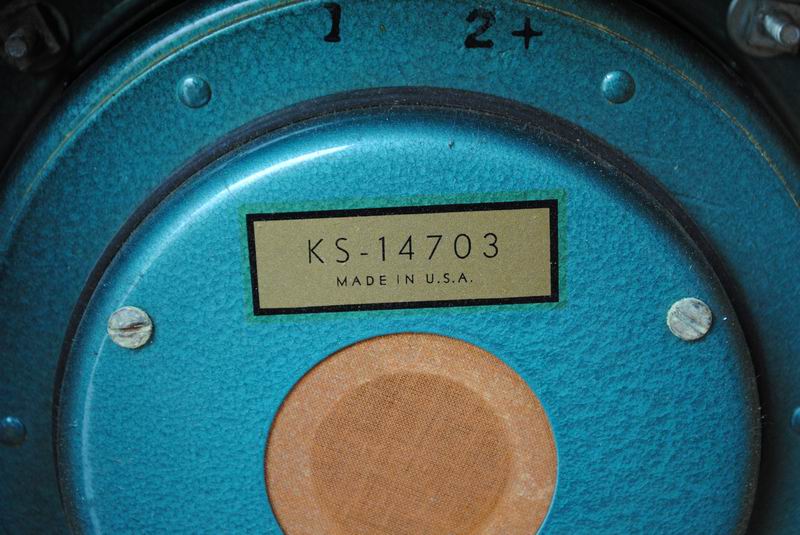 1 2+
KS-14703
MADE IN U.S.A.